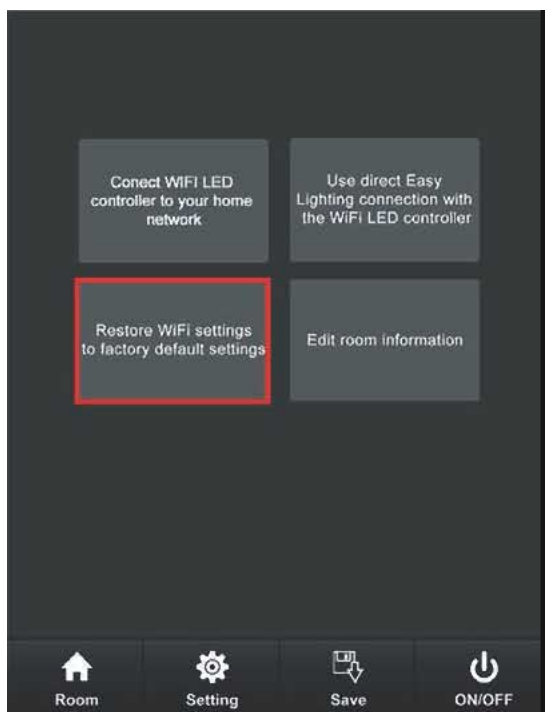 Conect WIFI LED
controller to your home
network
Use direct Easy
Lighting connection with
the WiFi LED controller
Restore WiFi settings
to factory default settings
Edit room information
Room
Setting
Save
ON/OFF